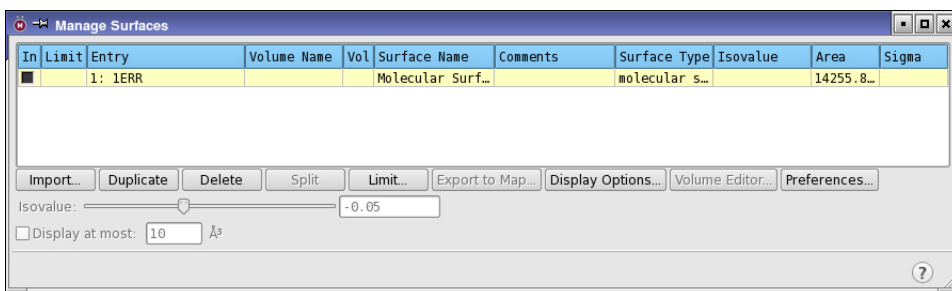 Manage Surfaces
In Limit Entry Volume Name Vol Surface Name Comments Surface Type Isovalue Area Sigma
1: 1ERR Molecular Surf… molecular s… 14255.8…
Import... Duplicate Delete Split Limit... Export to Map... Display Options... Volume Editor... Preferences...
Isovalue: -0.05
Display at most: 10 Å³
?